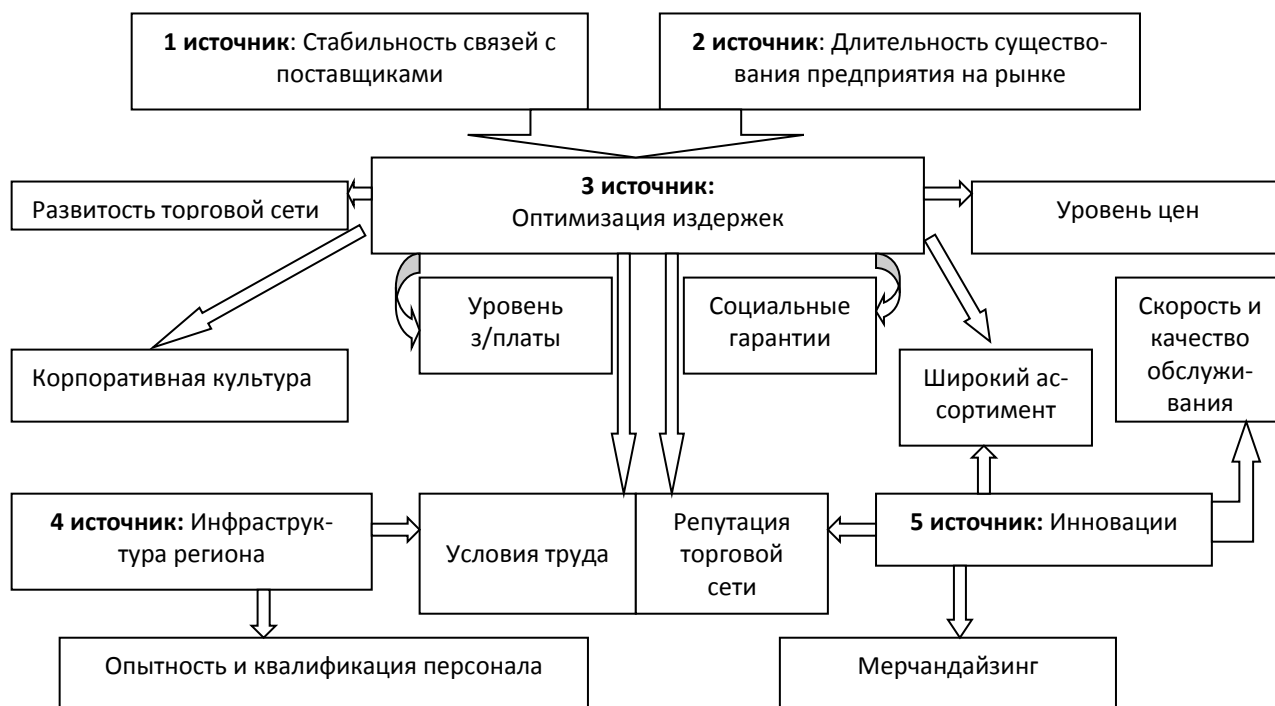 1 источник: Стабильность связей с
поставщиками
2 источник: Длительность существо-
вания предприятия на рынке
3 источник:
Оптимизация издержек
Развитость торговой сети
Уровень цен
Уровень
з/платы
Социальные
гарантии
Скорость и
качество
обслужи-
вания
Корпоративная культура
Широкий ас-
сортимент
4 источник: Инфраструк-
тура региона
Условия труда
Репутация
торговой
сети
5 источник: Инновации
Опытность и квалификация персонала
Мерчандайзинг